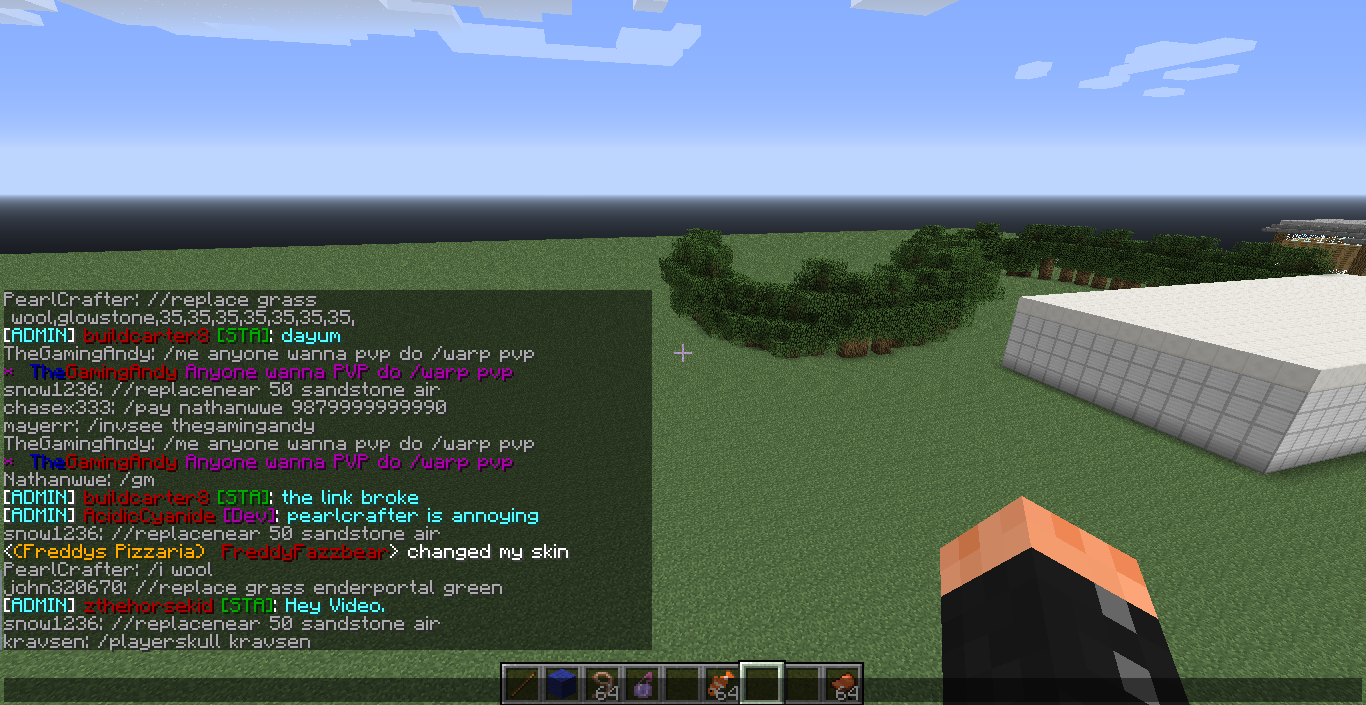 PearlCrafter: //replace grass
wool,glowstone,35,35,35,35,35,35,35,
[ADMIN] buildcarter8 [STA]: dayum
TheGamingAndy: /me anyone wanna pvp do /warp pvp
* TheGamingAndy Anyone wanna PVP do /warp pvp
snow1236: //replacenear 50 sandstone air
chasex333: /pay nathanwwe 98799999999990
mayerr: /invsee thegamingandy
TheGamingAndy: /me anyone wanna pvp do /warp pvp
* TheGamingAndy Anyone wanna PVP do /warp pvp
Nathanwwe: /gm
[ADMIN] buildcarter8 [STA]: the link broke
[ADMIN] AcidicCyanide [Dev]: pearlcrafter is annoying
snow1236: //replacenear 50 sandstone air
<(Freddys Pizzaria) FreddyFazzbear> changed my skin
PearlCrafter: /i wool
john320670: //replace grass enderportal green
[ADMIN] zthehorsekid [STA]: Hey Video.
snow1236: //replacenear 50 sandstone air
kravsen: /playerskull kravsen
64 64 64